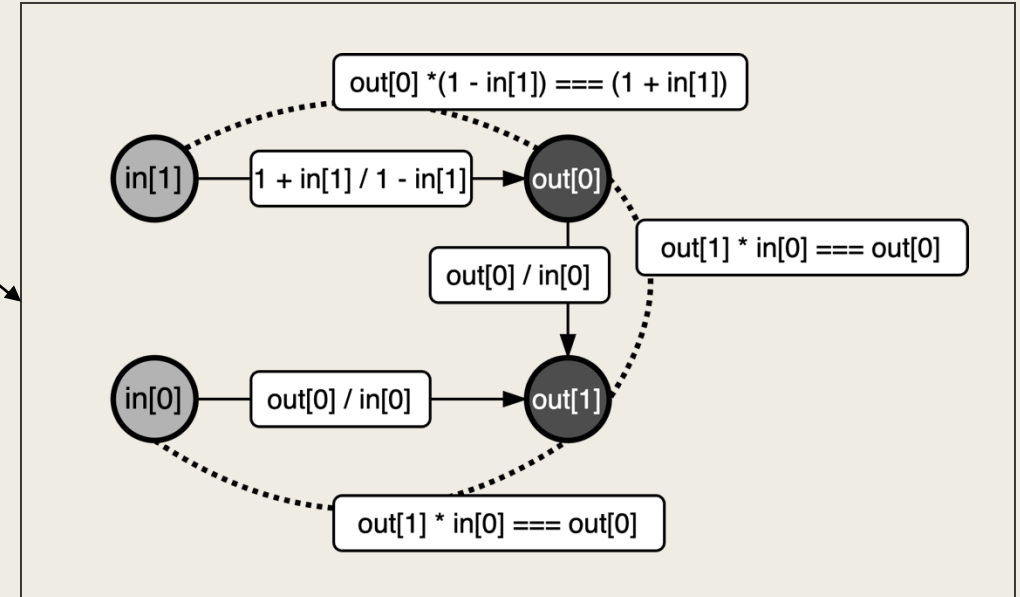 out[0] *(1 - in[1]) === (1 + in[1])
in[1]
1 + in[1] / 1 - in[1]
out[0]
out[1] * in[0] === out[0]
out[0] / in[0]
in[0]
out[0] / in[0]
out[1]
out[1] * in[0] === out[0]